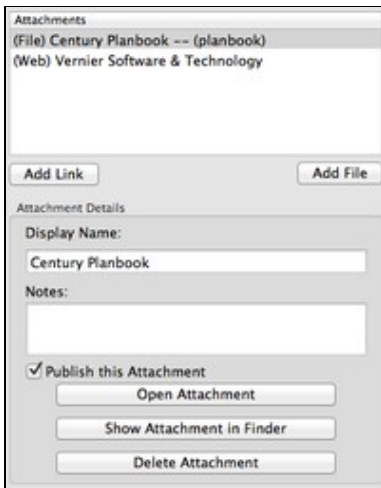 Attachments
(File) Century Planbook -- (planbook)
(Web) Vernier Software & Technology
Add Link Add File
Attachment Details
Display Name:
Century Planbook
Notes:
Publish this Attachment
Open Attachment
Show Attachment in Finder
Delete Attachment